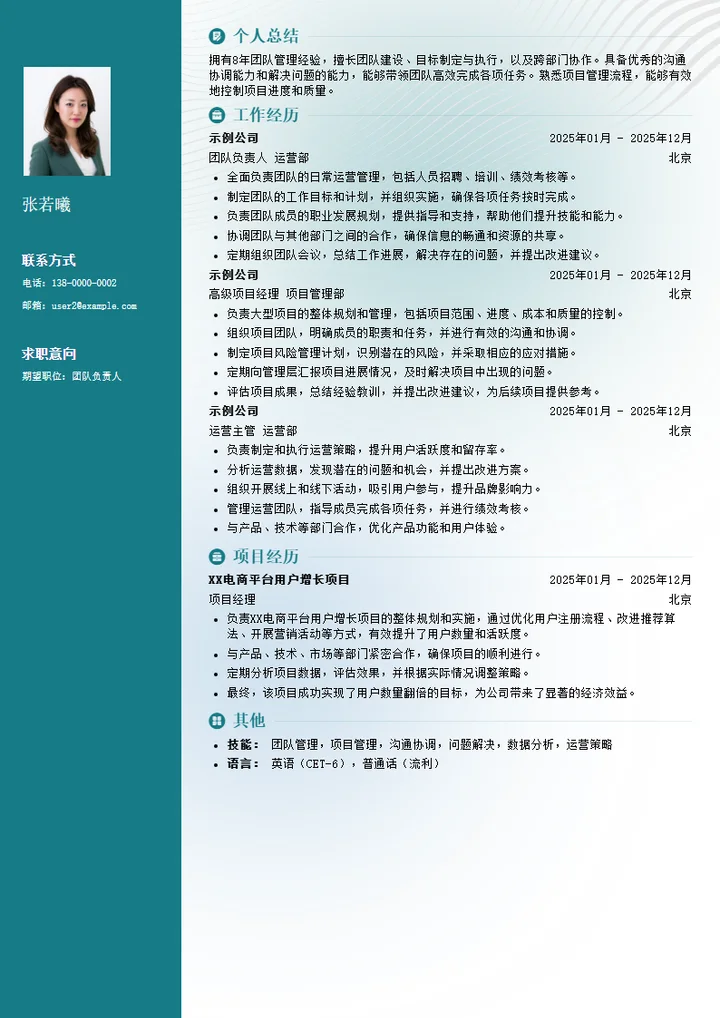 张若曦
联系方式
电话：138-0000-0002
邮箱：user2@example.com
求职意向
期望职位：团队负责人
个人总结
拥有8年团队管理经验，擅长团队建设、目标制定与执行，以及跨部门协作。具备优秀的沟通
协调能力和解决问题的能力，能够带领团队高效完成各项任务。熟悉项目管理流程，能够有效
地控制项目进度和质量。
工作经历
示例公司 2025年01月 - 2025年12月
团队负责人 运营部 北京
• 全面负责团队的日常运营管理，包括人员招聘、培训、绩效考核等。
• 制定团队的工作目标和计划，并组织实施，确保各项任务按时完成。
• 负责团队成员的职业发展规划，提供指导和支持，帮助他们提升技能和能力。
• 协调团队与其他部门之间的合作，确保信息的畅通和资源的共享。
• 定期组织团队会议，总结工作进展，解决存在的问题，并提出改进建议。
示例公司 2025年01月 - 2025年12月
高级项目经理 项目管理部 北京
• 负责大型项目的整体规划和管理，包括项目范围、进度、成本和质量的控制。
• 组织项目团队，明确成员的职责和任务，并进行有效的沟通和协调。
• 制定项目风险管理计划，识别潜在的风险，并采取相应的应对措施。
• 定期向管理层汇报项目进展情况，及时解决项目中出现的问题。
• 评估项目成果，总结经验教训，并提出改进建议，为后续项目提供参考。
示例公司 2025年01月 - 2025年12月
运营主管 运营部 北京
• 负责制定和执行运营策略，提升用户活跃度和留存率。
• 分析运营数据，发现潜在的问题和机会，并提出改进方案。
• 组织开展线上和线下活动，吸引用户参与，提升品牌影响力。
• 管理运营团队，指导成员完成各项任务，并进行绩效考核。
• 与产品、技术等部门合作，优化产品功能和用户体验。
项目经历
XX电商平台用户增长项目 2025年01月 - 2025年12月
项目经理 北京
• 负责XX电商平台用户增长项目的整体规划和实施，通过优化用户注册流程、改进推荐算
法、开展营销活动等方式，有效提升了用户数量和活跃度。
• 与产品、技术、市场等部门紧密合作，确保项目的顺利进行。
• 定期分析项目数据，评估效果，并根据实际情况调整策略。
• 最终，该项目成功实现了用户数量翻倍的目标，为公司带来了显著的经济效益。
其他
• 技能： 团队管理，项目管理，沟通协调，问题解决，数据分析，运营策略
• 语言： 英语（CET-6），普通话（流利）